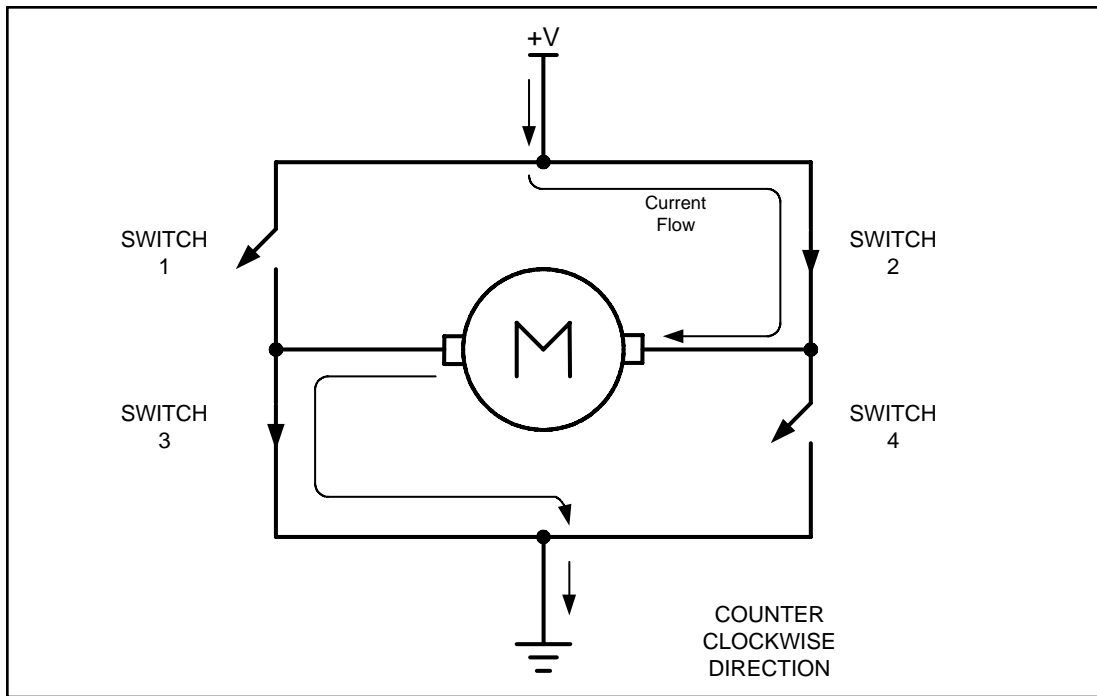 +V
Current
Flow
SWITCH
1
SWITCH
2
M
SWITCH
3
SWITCH
4
COUNTER
CLOCKWISE
DIRECTION